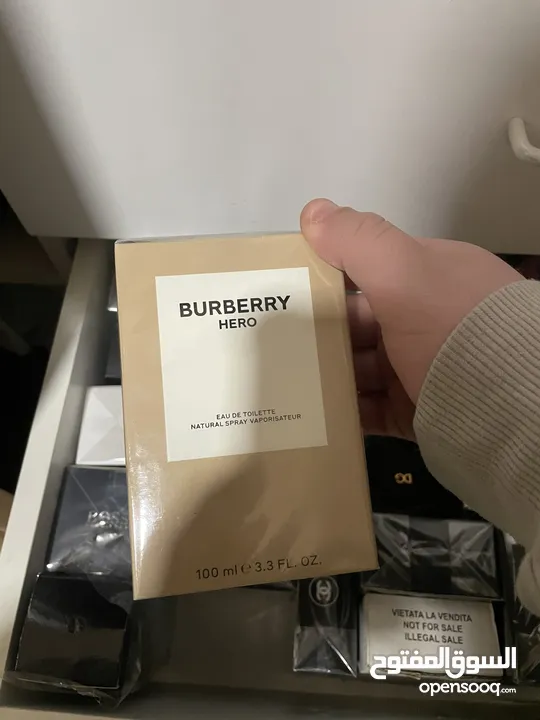 BURBERRY
HERO
EAU DE TOILETTE
NATURAL SPRAY VAPORISATEUR
100 ml e 3.3 FL. OZ.
DG
VIETATA LA VENDITA
NOT FOR SALE
ILLEGAL SALE
السوق المفتوح
opensooq.com